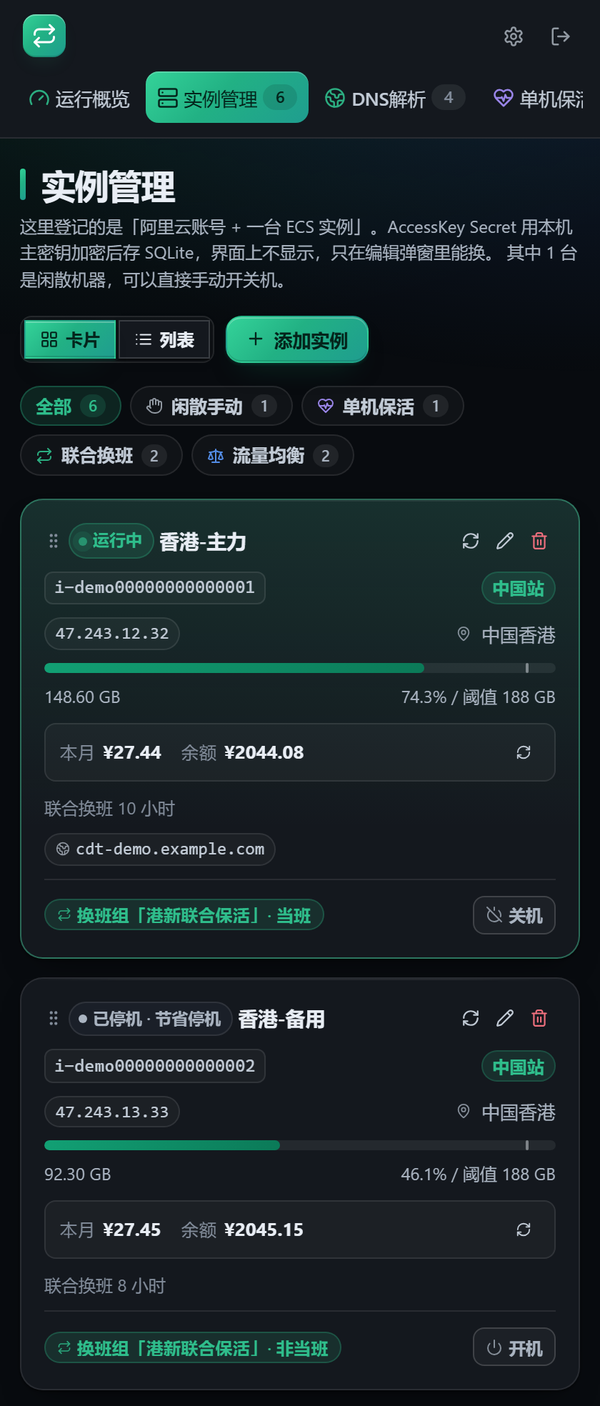 运行概览 实例管理 6 DNS解析 4 单机保活
实例管理
这里登记的是「阿里云账号 + 一台 ECS 实例」。AccessKey Secret 用本机
主密钥加密后存 SQLite，界面上不显示，只在编辑弹窗里能换。 其中 1 台
是闲散机器，可以直接手动开关机。
卡片 列表 + 添加实例
全部 6 闲散手动 1 单机保活 1
联合换班 2 流量均衡 2
运行中 香港-主力
i-demo00000000000001 中国站
47.243.12.32 中国香港
148.60 GB 74.3% / 阈值 188 GB
本月 ¥27.44 余额 ¥2044.08
联合换班 10 小时
cdt-demo.example.com
换班组「港新联合保活」· 当班 关机
已停机 · 节省停机 香港-备用
i-demo00000000000002 中国站
47.243.13.33 中国香港
92.30 GB 46.1% / 阈值 188 GB
本月 ¥27.45 余额 ¥2045.15
联合换班 8 小时
换班组「港新联合保活」· 非当班 开机